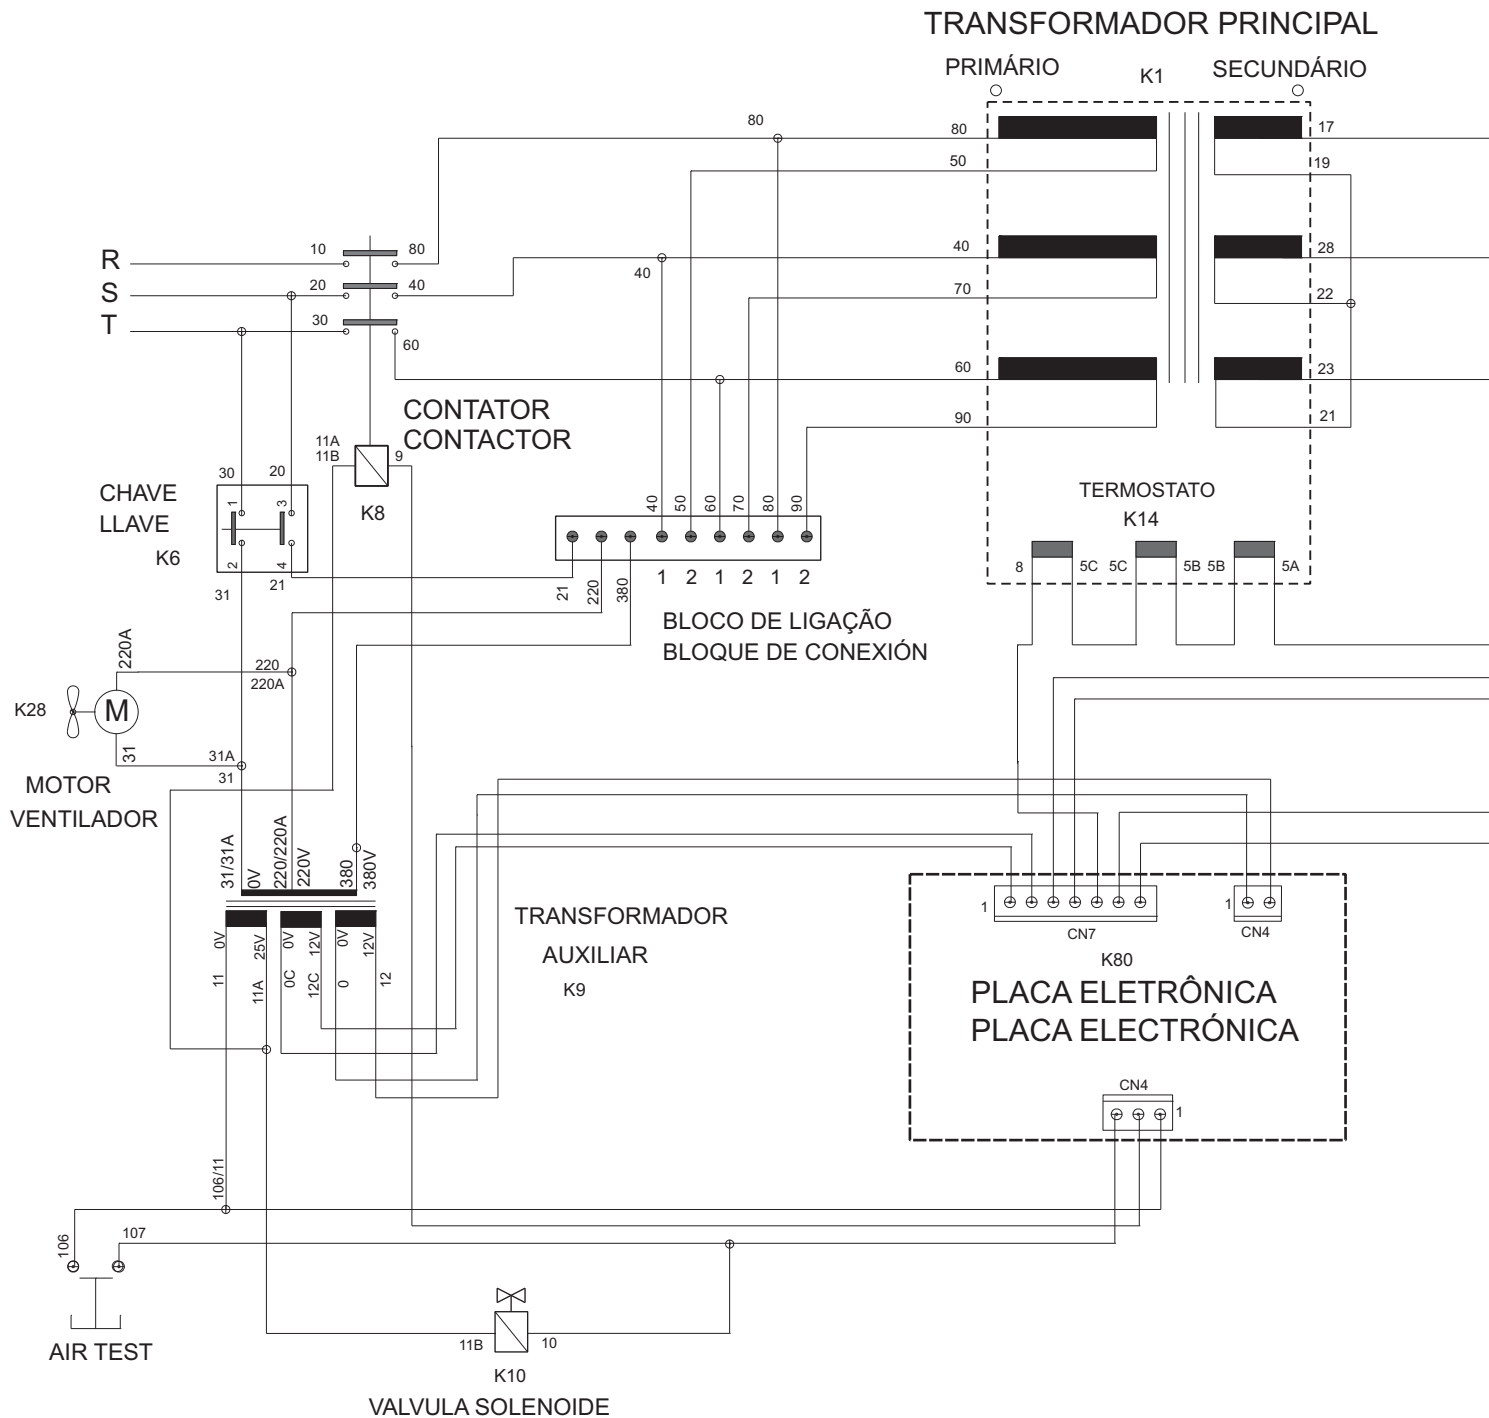 TRANSFORMADOR PRINCIPAL
PRIMÁRIO
K1
SECUNDÁRIO
80
80
17
50
19
R
10
80
40
28
S
20
40
40
70
22
T
30
60
60
23
CONTATOR
CONTACTOR
90
21
11A
11B
9
30
20
CHAVE
LLAVE
K6
1
3
2
4
K8
40
50
60
70
80
90
TERMOSTATO
K14
8
5C
5C
5B
5B
5A
31
21
21
220
380
1
2
1
2
1
2
BLOCO DE LIGAÇÃO
BLOQUE DE CONEXIÓN
220A
220
220A
K28
M
31
31A
31
MOTOR
VENTILADOR
31/31A
0V
220/220A
220V
380
380V
0V
25V
0V
12V
0V
12V
11
11A
0C
12C
0
12
TRANSFORMADOR
AUXILIAR
K9
1
CN7
1
CN4
K80
PLACA ELETRÔNICA
PLACA ELECTRÓNICA
CN4
1
106/11
106
107
AIR TEST
11B
10
K10
VALVULA SOLENOIDE